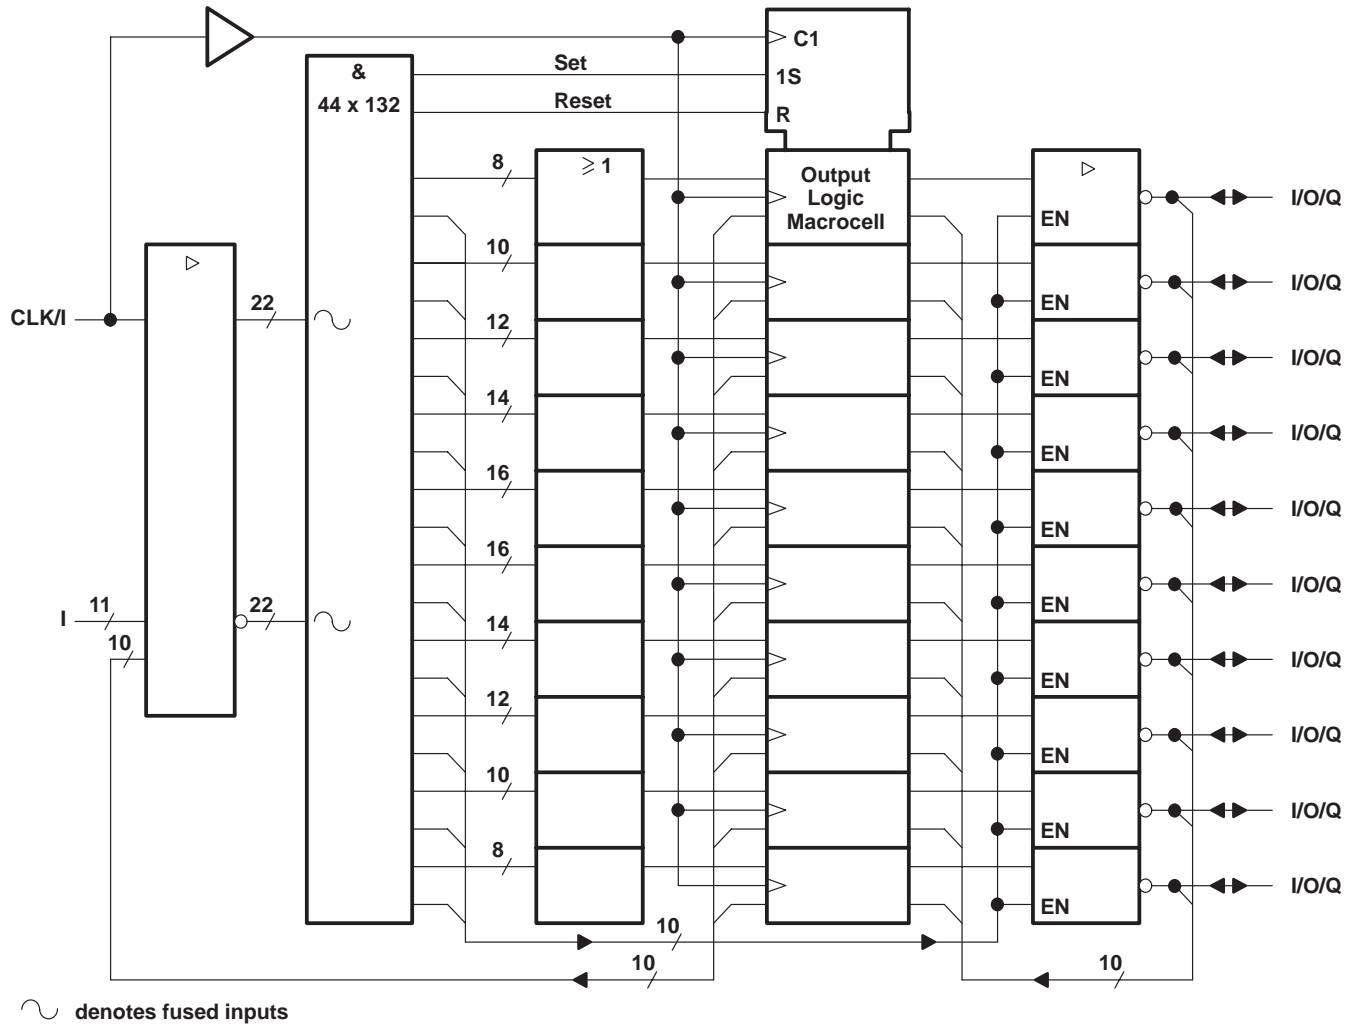 C1
Set
1S
&
44 x 132
Reset
R
8
≥ 1
Output
Logic
Macrocell
I/O/Q
EN
10
I/O/Q
EN
CLK/I
22
12
I/O/Q
EN
14
I/O/Q
EN
16
I/O/Q
EN
16
I/O/Q
EN
I
11
22
14
10
I/O/Q
EN
12
I/O/Q
EN
10
I/O/Q
EN
8
I/O/Q
EN
10
10
10
denotes fused inputs